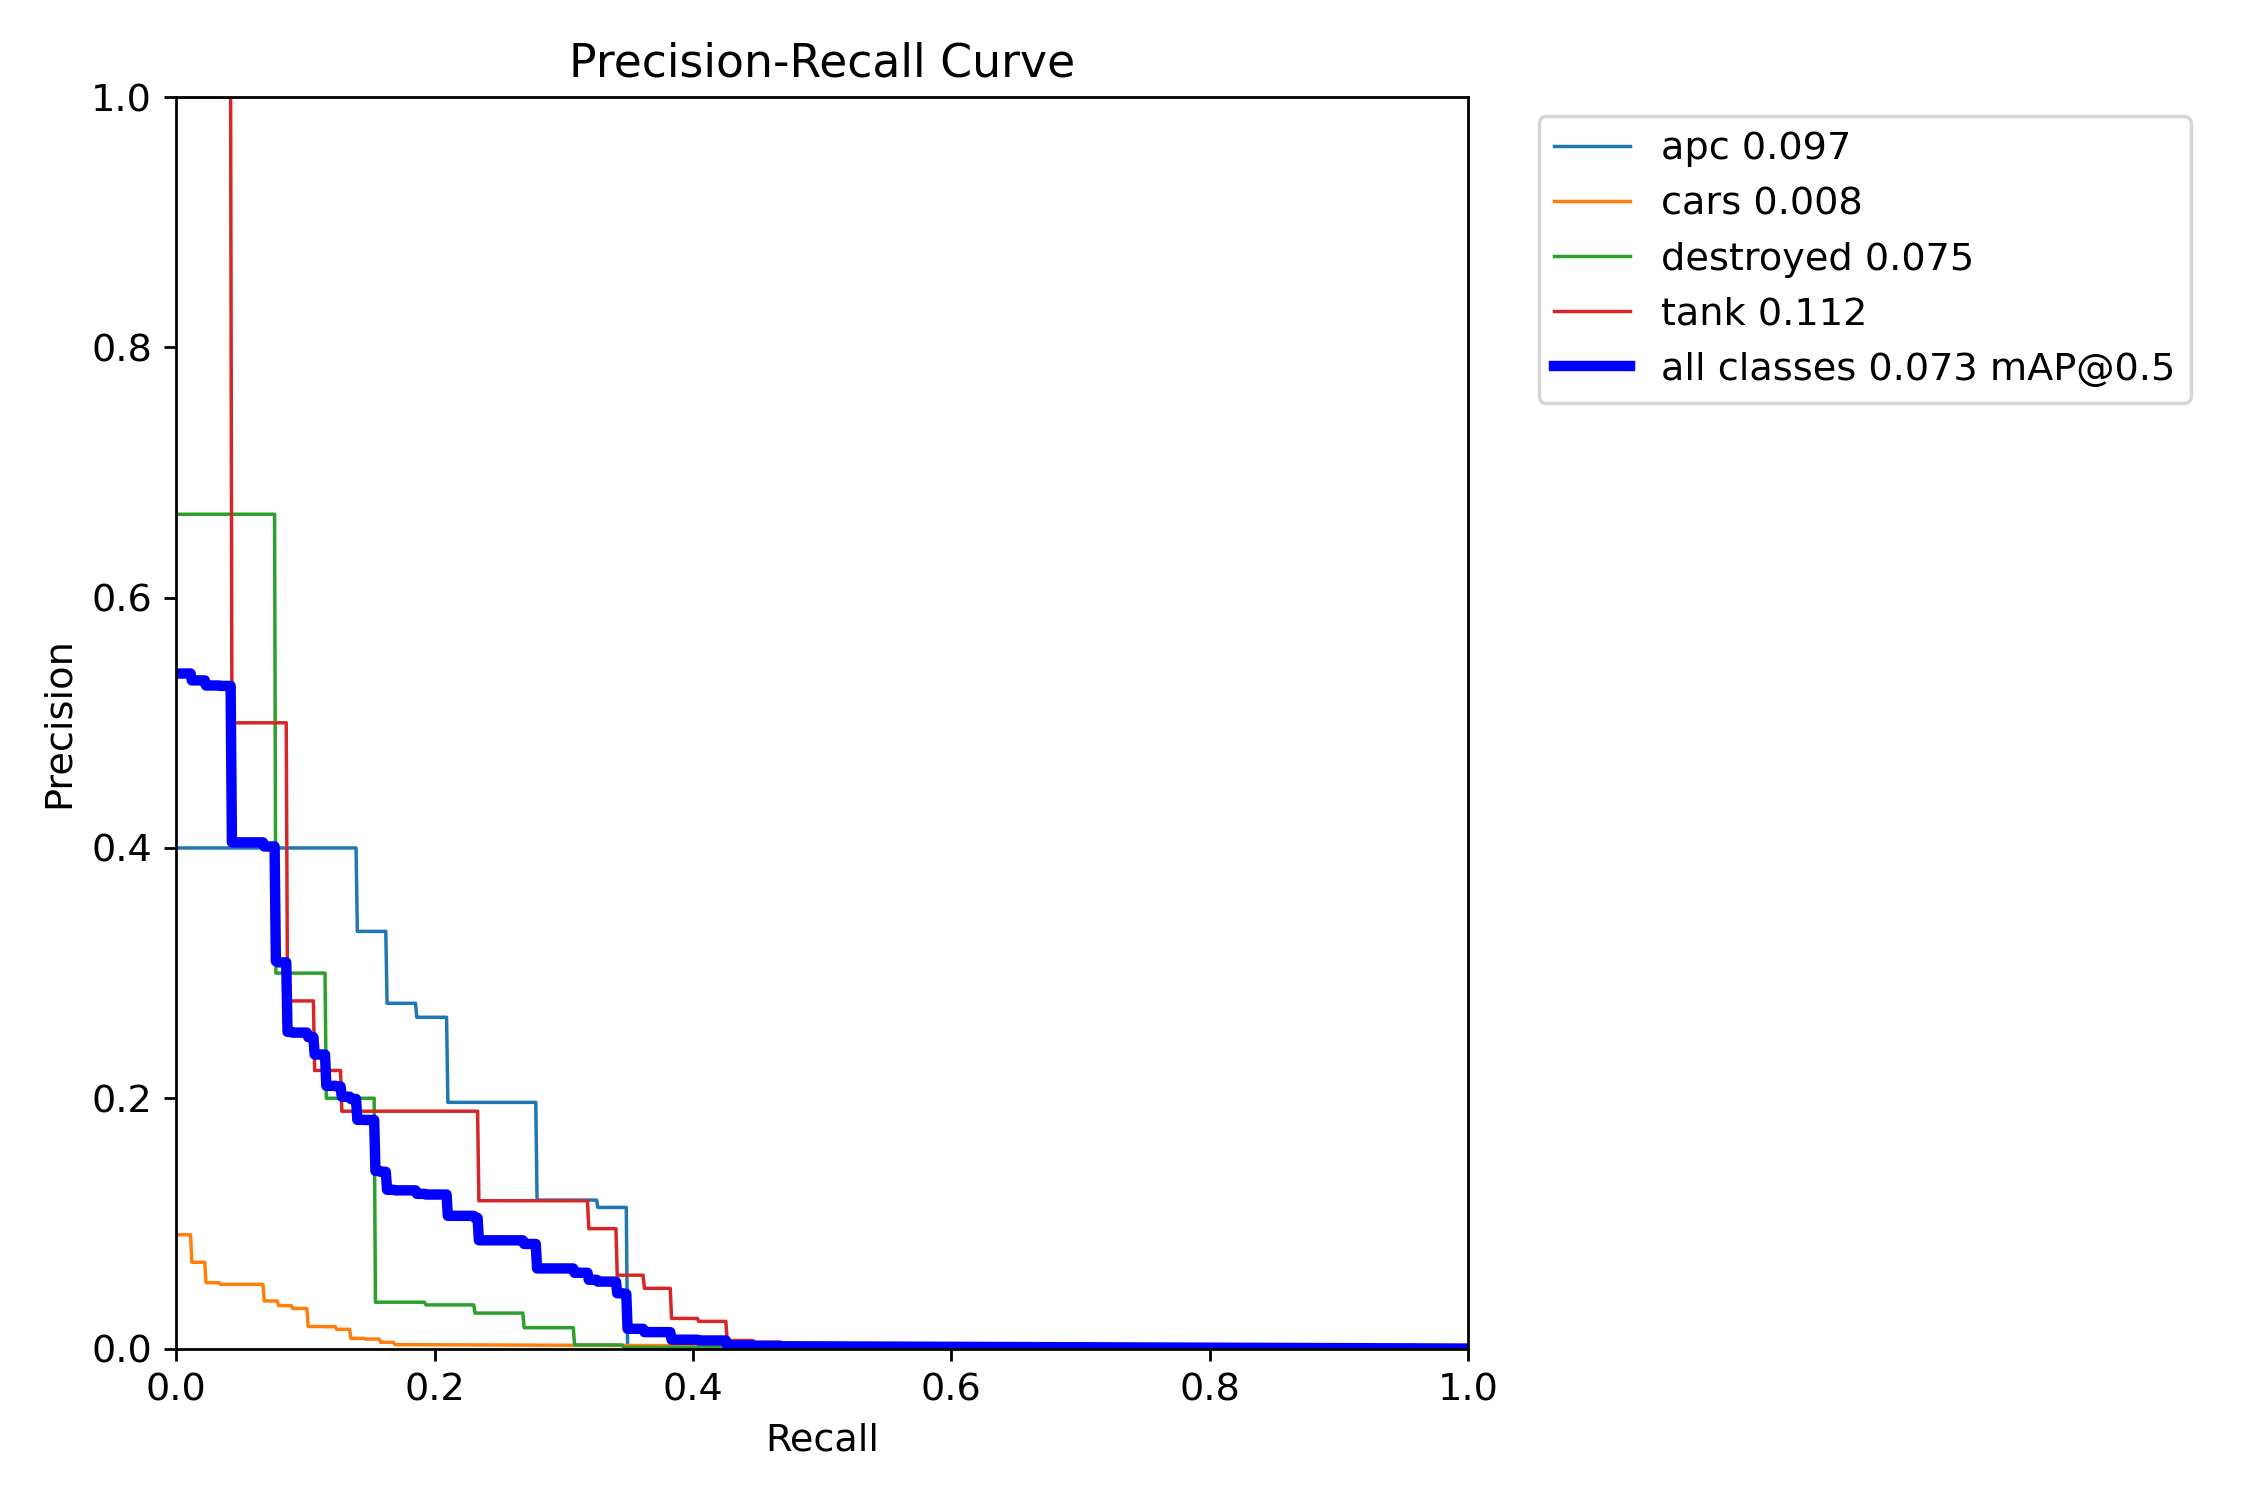 Precision-Recall Curve
1.0
0.8
0.6
0.4
0.2
0.0
Precision
0.0 0.2 0.4 0.6 0.8 1.0
Recall
apc 0.097
cars 0.008
destroyed 0.075
tank 0.112
all classes 0.073 mAP@0.5